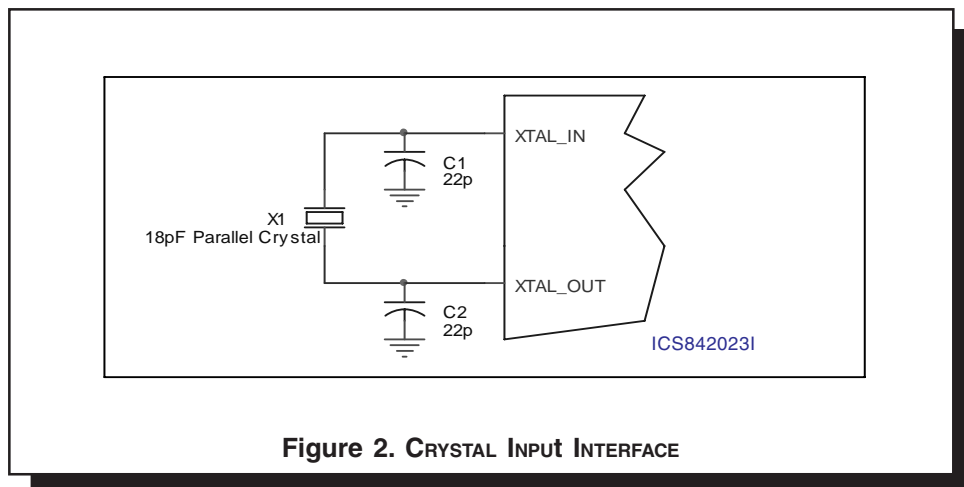 XTAL_IN
C1
22p
X1
18pF Parallel Crystal
XTAL_OUT
C2
22p
ICS842023I
Figure 2. CRYSTAL INPUt INTERFACE